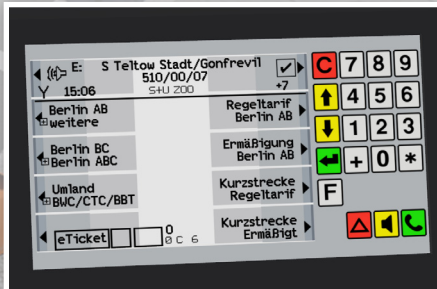 E: S Teltow Stadt/Gonfrevil
510/00/07
15:06 S+U ZOO +7
Berlin AB
weitere
Regeltarif
Berlin AB
Berlin BC
Berlin ABC
Ermäßigung
Berlin AB
Umland
BWC/CTC/BBT
Kurzstrecke
Regeltarif
eTicket
0
0 C 6
Kurzstrecke
Ermäßigt
C 7 8 9
4 5 6
1 2 3
+ 0 *
F